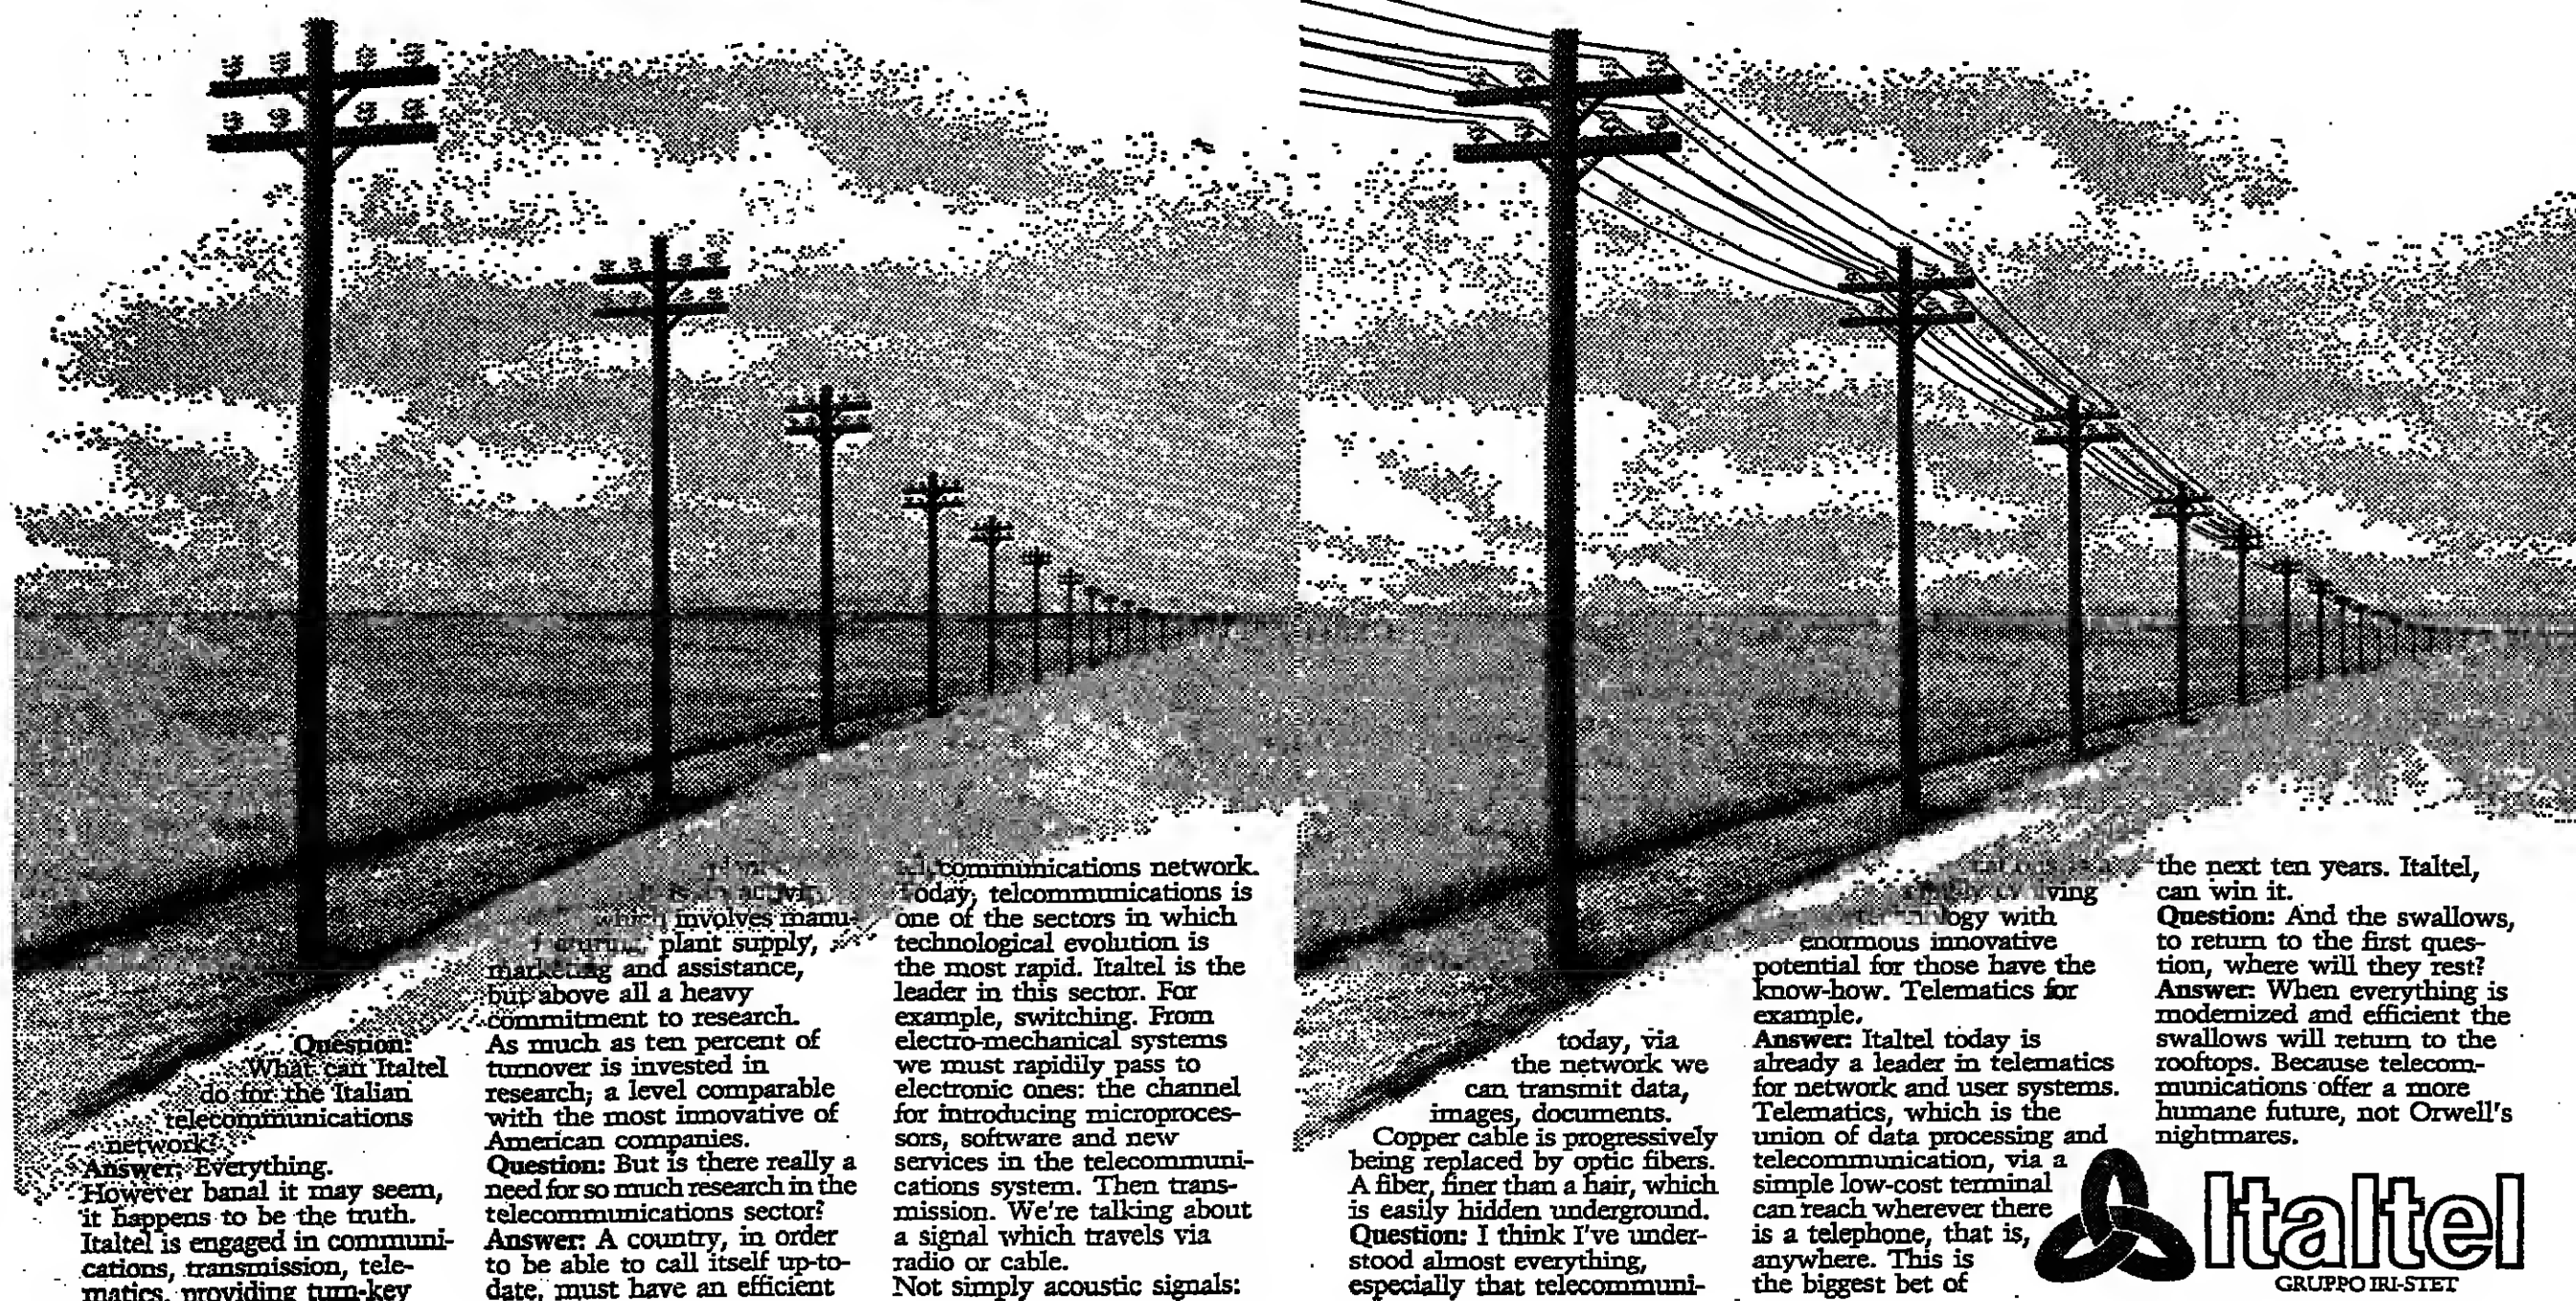 Question:
What can Italtel
do for the Italian
telecommunications
network?
Answer: Everything.
However banal it may seem,
it happens to be the truth.
Italtel is engaged in communi-
cations, transmission, tele-
matics, providing turn-key
which involves manu-
plant supply,
marketing and assistance,
but above all a heavy
commitment to research.
As much as ten percent of
turnover is invested in
research; a level comparable
with the most innovative of
American companies.
Question: But is there really a
need for so much research in the
telecommunications sector?
Answer: A country, in order
to be able to call itself up-to-
date, must have an efficient
communications network.
Today, telcommunications is
one of the sectors in which
technological evolution is
the most rapid. Italtel is the
leader in this sector. For
example, switching. From
electro-mechanical systems
we must rapidily pass to
electronic ones: the channel
for introducing microproces-
sors, software and new
services in the telecommuni-
cations system. Then trans-
mission. We're talking about
a signal which travels via
radio or cable.
Not simply acoustic signals:
today, via
the network we
can transmit data,
images, documents.
Copper cable is progressively
being replaced by optic fibers.
A fiber, finer than a hair, which
is easily hidden underground.
Question: I think I've under-
stood almost everything,
especially that telecommuni-
with
enormous innovative
potential for those have the
know-how. Telematics for
example.
Answer: Italtel today is
already a leader in telematics
for network and user systems.
Telematics, which is the
union of data processing and
telecommunication, via a
simple low-cost terminal
can reach wherever there
is a telephone, that is,
anywhere. This is
the biggest bet of
the next ten years. Italtel,
can win it.
Question: And the swallows,
to return to the first ques-
tion, where will they rest?
Answer: When everything is
modernized and efficient the
swallows will return to the
rooftops. Because telecom-
munications offer a more
humane future, not Orwell's
nightmares.
Italtel
GRUPPO IRI-STET